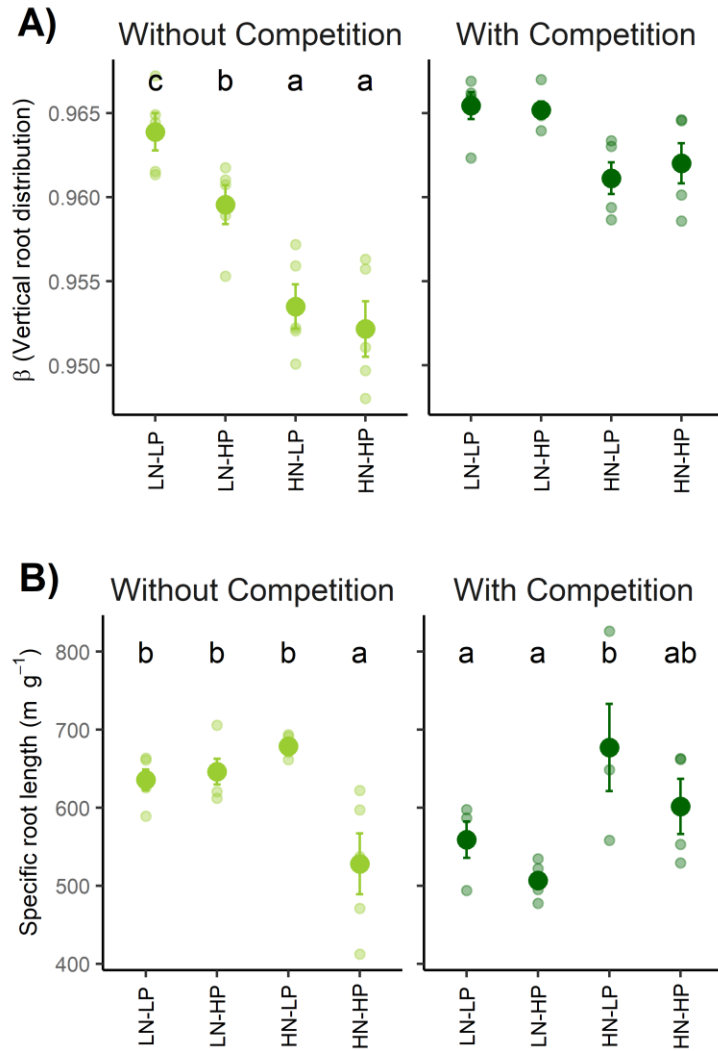 A)
Without Competition
With Competition
c b a a
0.965
0.960
0.955
0.950
β (Vertical root distribution)
LN-LP LN-HP HN-LP HN-HP
LN-LP LN-HP HN-LP HN-HP
B)
Without Competition
With Competition
b b b a
a a b ab
800
700
600
500
400
Specific root length (m g⁻¹)
LN-LP LN-HP HN-LP HN-HP
LN-LP LN-HP HN-LP HN-HP